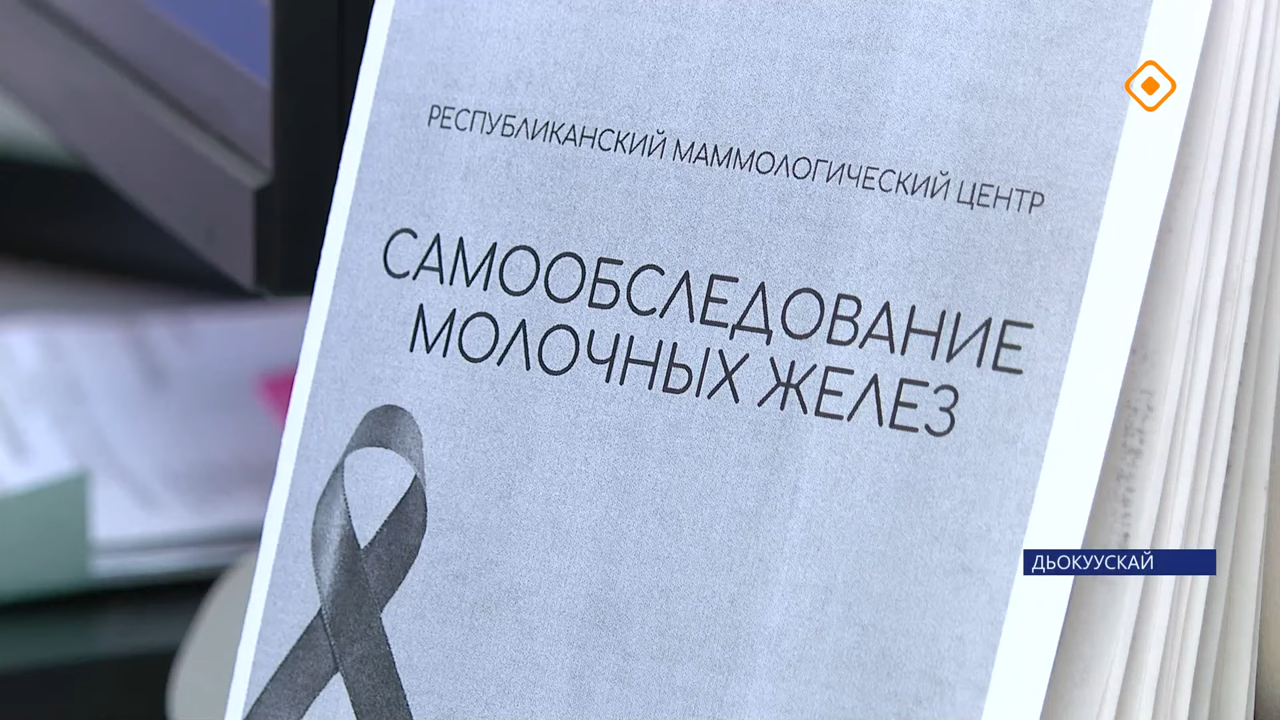 РЕСПУБЛИКАНСКИЙ МАММОЛОГИЧЕСКИЙ ЦЕНТР
САМООБСЛЕДОВАНИЕ
МОЛОЧНЫХ ЖЕЛЕЗ
ДЬОКУУСКАЙ